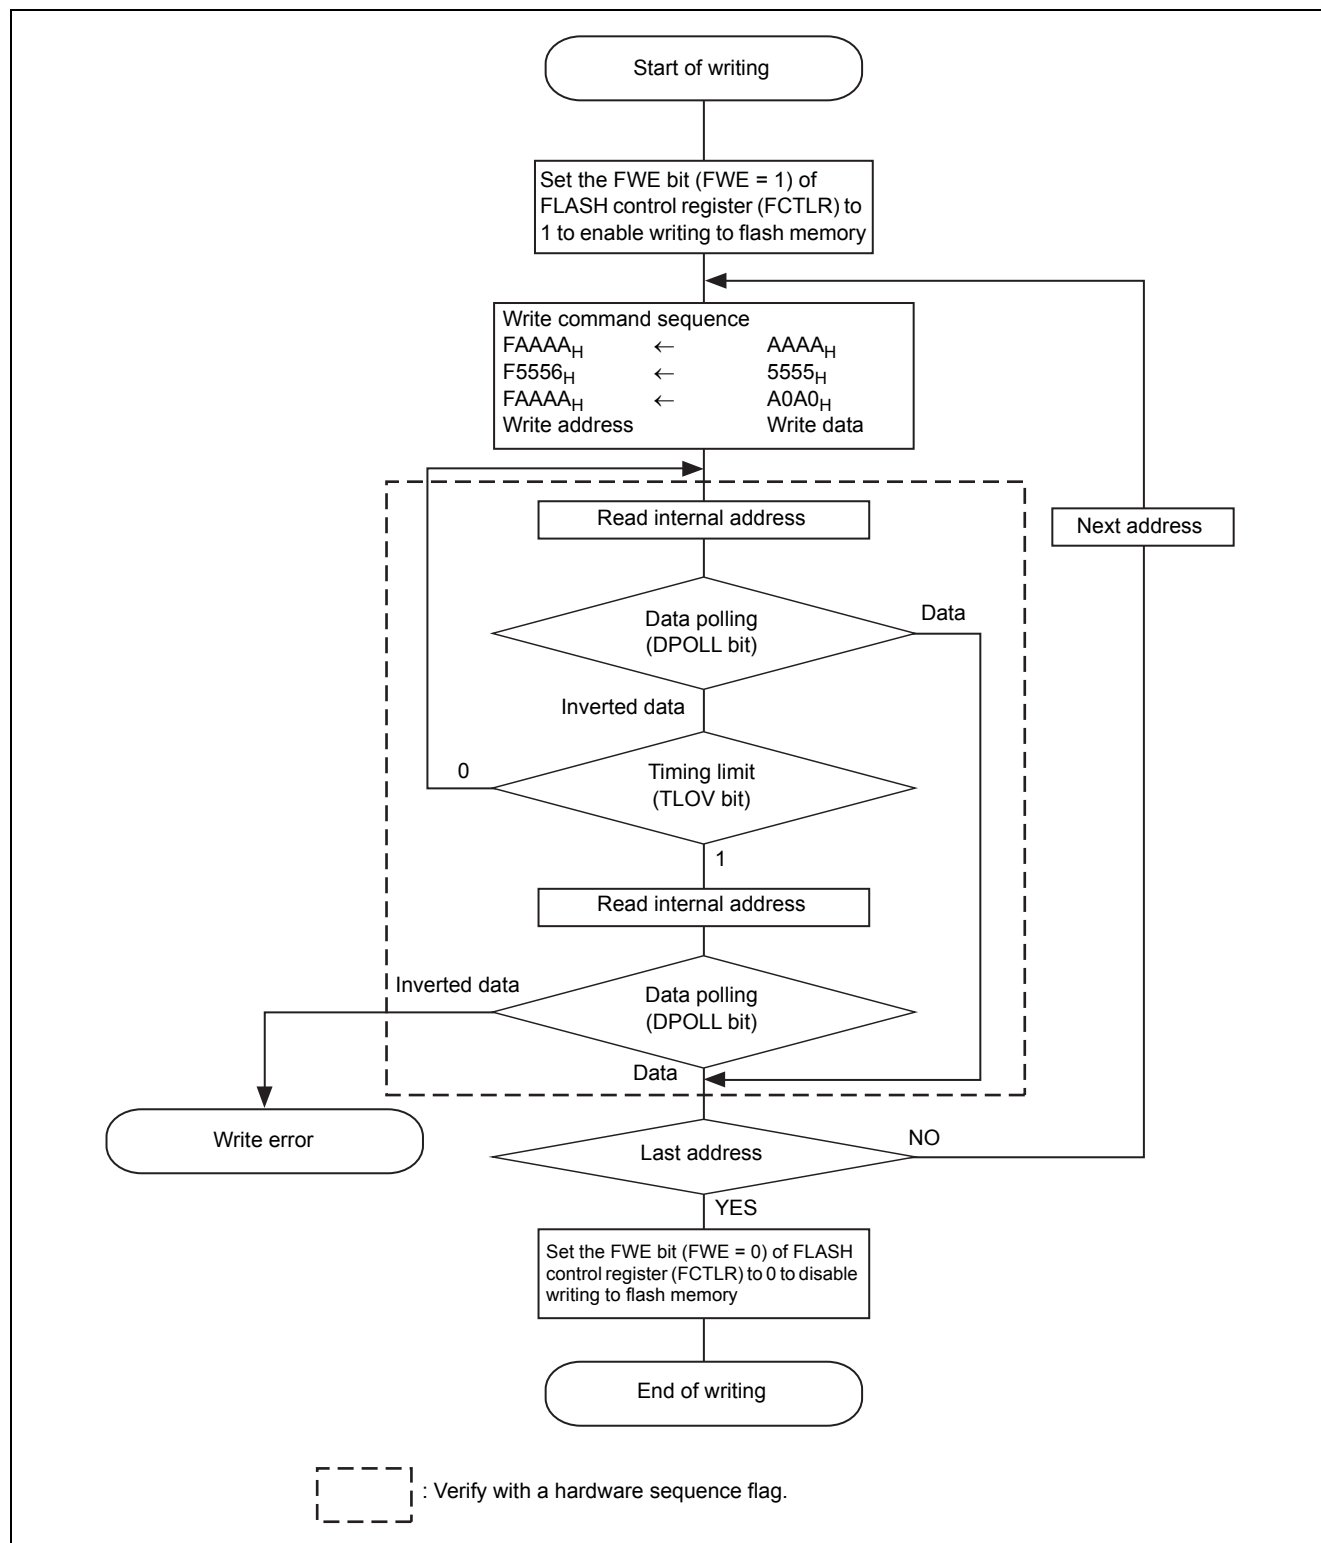 Start of writing
Set the FWE bit (FWE = 1) of
FLASH control register (FCTLR) to
1 to enable writing to flash memory
Write command sequence
FAAAAH ← AAAAH
F5556H ← 5555H
FAAAAH ← A0A0H
Write address Write data
Read internal address
Next address
Data polling
(DPOLL bit)
Data
Inverted data
Timing limit
(TLOV bit)
0
1
Read internal address
Inverted data
Data polling
(DPOLL bit)
Data
Write error
Last address
NO
YES
Set the FWE bit (FWE = 0) of FLASH
control register (FCTLR) to 0 to disable
writing to flash memory
End of writing
: Verify with a hardware sequence flag.